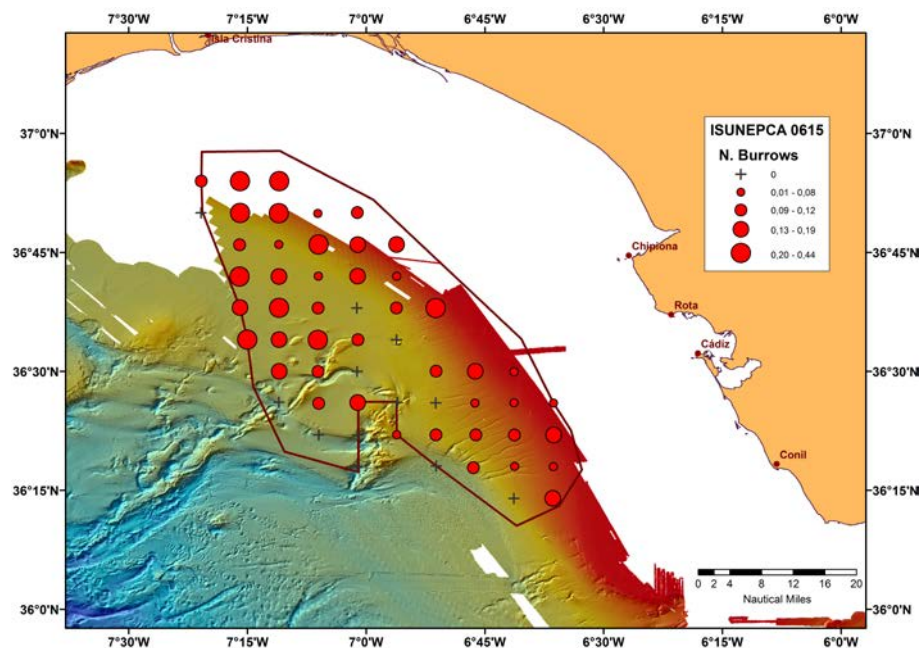 7°30'W 7°15'W 7°0'W 6°45'W 6°30'W 6°15'W 6°0'W
Isla Cristina
37°0'N 37°0'N
ISUNEPCA 0615
N. Burrows
0
0,01 - 0,08
0,09 - 0,12
0,13 - 0,19
0,20 - 0,44
36°45'N 36°45'N
Chipiona
Rota
Cádiz
36°30'N 36°30'N
Conil
36°15'N 36°15'N
0 2 4 8 12 16 20
Nautical Miles
36°0'N 36°0'N
7°30'W 7°15'W 7°0'W 6°45'W 6°30'W 6°15'W 6°0'W